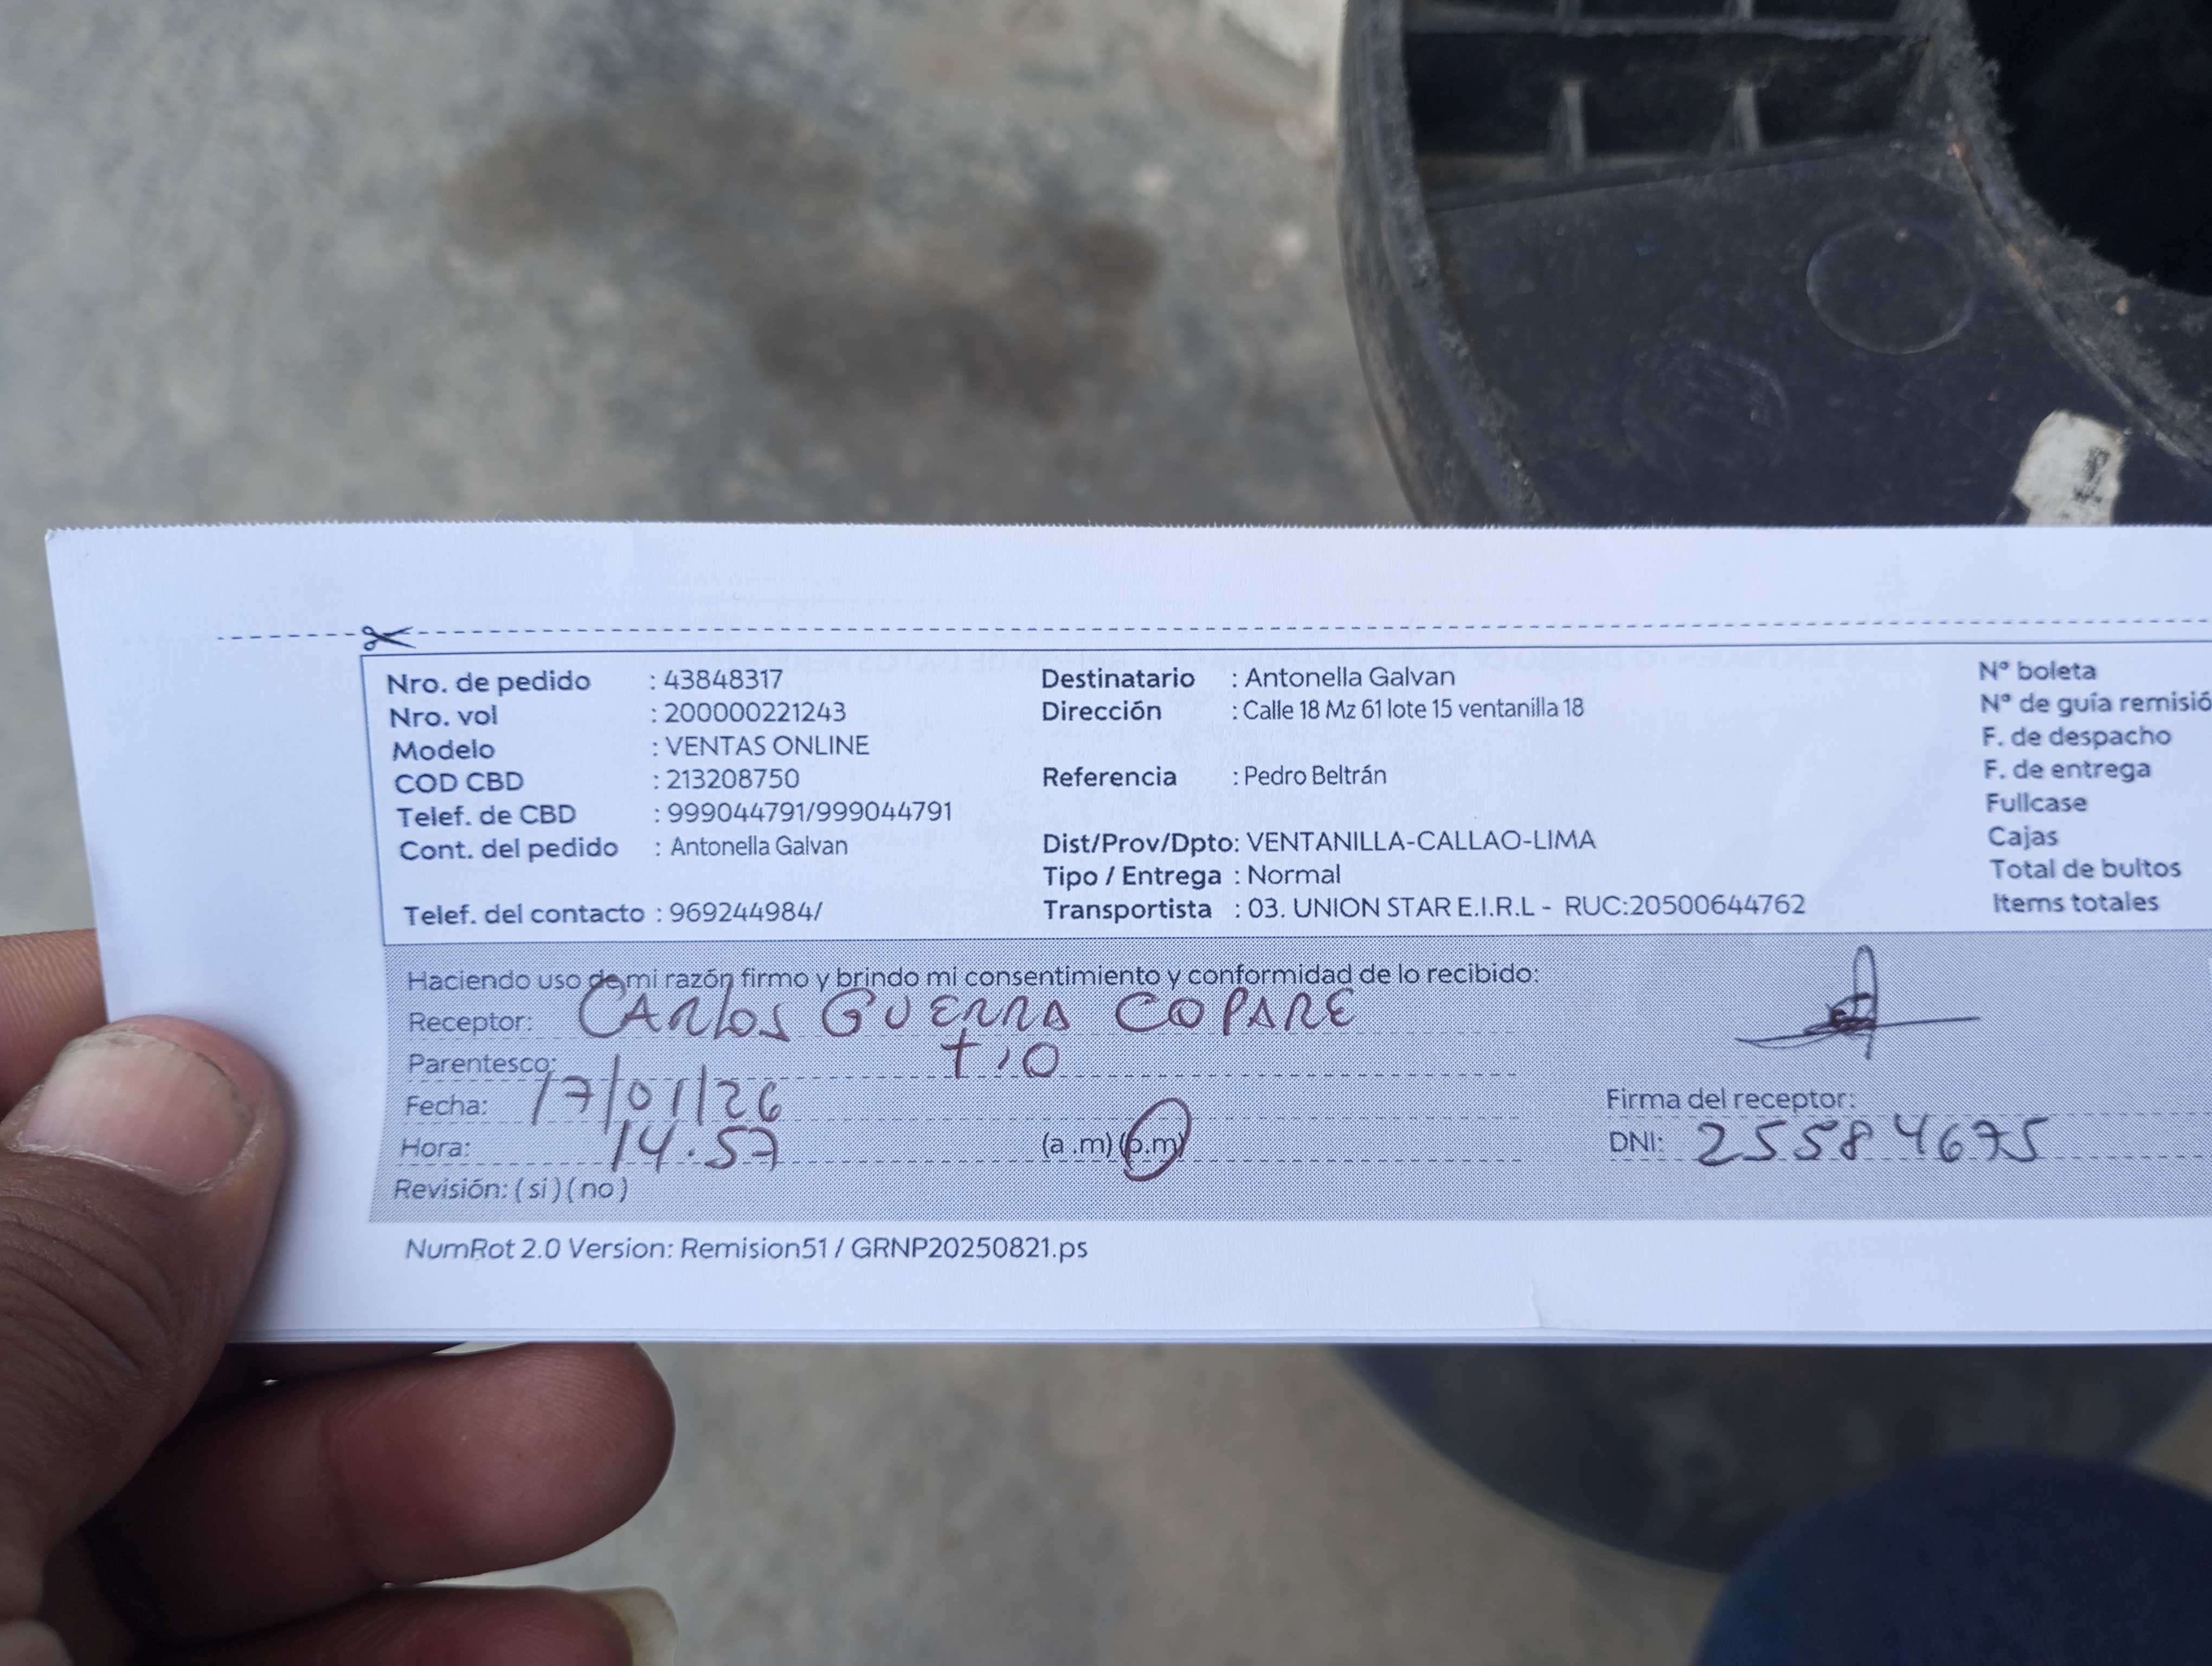 Nro. de pedido : 43848317
Nro. vol : 200000221243
Modelo : VENTAS ONLINE
COD CBD : 213208750
Telef. de CBD : 999044791/999044791
Cont. del pedido : Antonella Galvan
Telef. del contacto : 969244984/
Destinatario : Antonella Galvan
Dirección : Calle 18 Mz 61 lote 15 ventanilla 18
Referencia : Pedro Beltrán
Dist/Prov/Dpto: VENTANILLA-CALLAO-LIMA
Tipo / Entrega : Normal
Transportista : 03. UNION STAR E.I.R.L - RUC:20500644762
Nº boleta
Nº de guía remisió
F. de despacho
F. de entrega
Fullcase
Cajas
Total de bultos
Items totales
Haciendo uso de mi razón firmo y brindo mi consentimiento y conformidad de lo recibido:
Receptor: CARlos GUERRA COPARE
Parentesco: tio
Fecha: 17/01/26
Hora: 14.57 (a .m) (p.m)
Revisión: ( si ) ( no )
Firma del receptor:
DNI: 25584675
NumRot 2.0 Version: Remision51 / GRNP20250821.ps